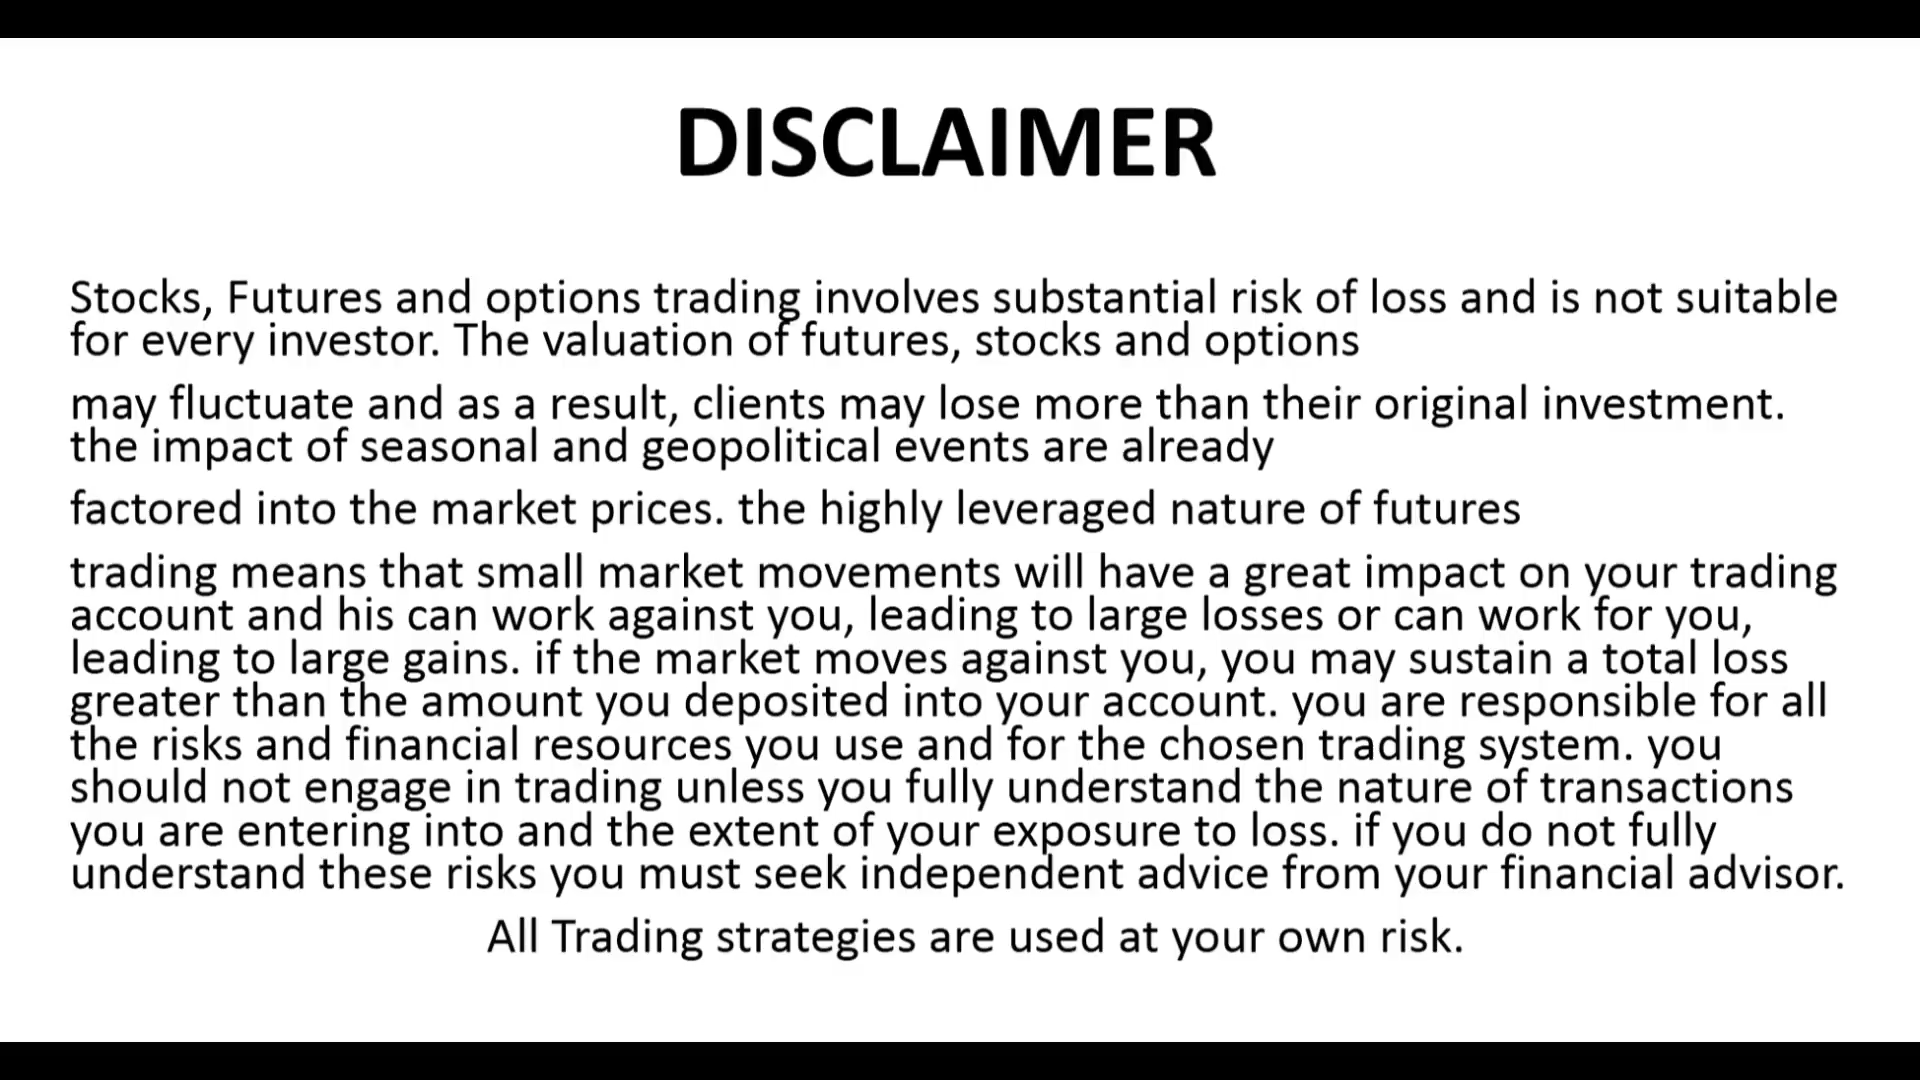 DISCLAIMER
Stocks, Futures and options trading involves substantial risk of loss and is not suitable
for every investor. The valuation of futures, stocks and options
may fluctuate and as a result, clients may lose more than their original investment.
the impact of seasonal and geopolitical events are already
factored into the market prices. the highly leveraged nature of futures
trading means that small market movements will have a great impact on your trading
account and his can work against you, leading to large losses or can work for you,
leading to large gains. if the market moves against you, you may sustain a total loss
greater than the amount you deposited into your account. you are responsible for all
the risks and financial resources you use and for the chosen trading system. you
should not engage in trading unless you fully understand the nature of transactions
you are entering into and the extent of your exposure to loss. if you do not fully
understand these risks you must seek independent advice from your financial advisor.
All Trading strategies are used at your own risk.